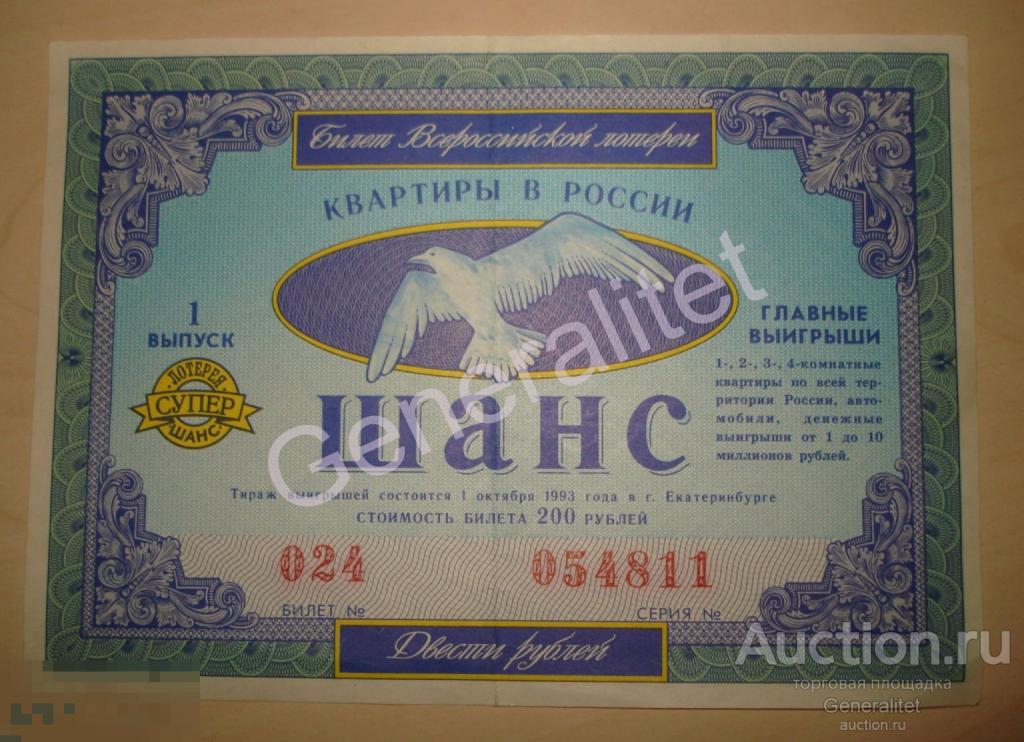 Билет Всероссийской лотереи
КВАРТИРЫ В РОССИИ
1
ВЫПУСК
ЛОТЕРЕЯ
СУПЕР
ШАНС
ГЛАВНЫЕ
ВЫИГРЫШИ
1-, 2-, 3-, 4-комнатные
квартиры по всей тер-
ритории России, авто-
мобили, денежные
выигрыши от 1 до 10
миллионов рублей.
шанс
Generalitet
Тираж выигрышей состоится 1 октября 1993 года в г. Екатеринбурге
СТОИМОСТЬ БИЛЕТА 200 РУБЛЕЙ
024 054811
БИЛЕТ № СЕРИЯ №
Двести рублей
Auction.ru
торговая площадка
Generalitet
auction.ru